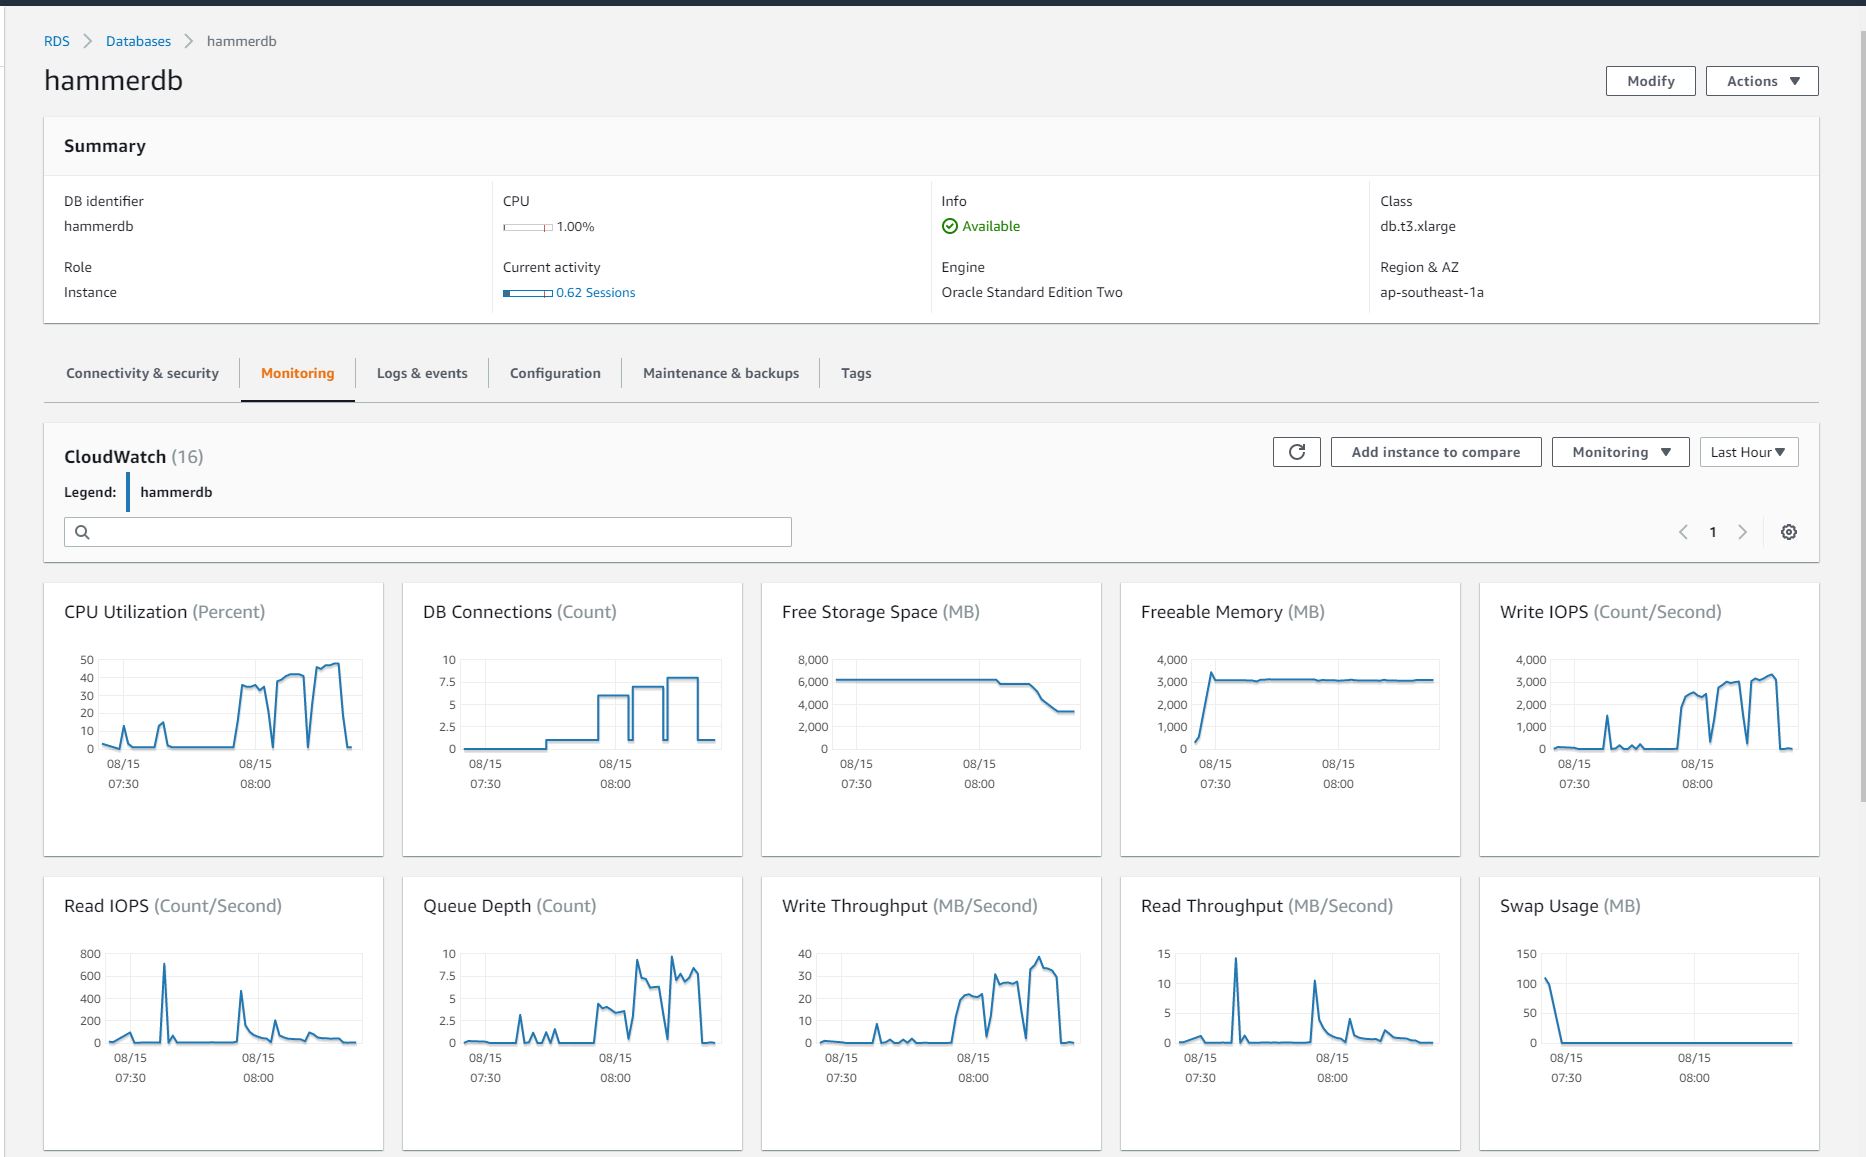 RDS > Databases > hammerdb
hammerdb
Modify
Actions
Summary
DB identifier
hammerdb
CPU
1.00%
Info
Available
Class
db.t3.xlarge
Role
Instance
Current activity
0.62 Sessions
Engine
Oracle Standard Edition Two
Region & AZ
ap-southeast-1a
Connectivity & security
Monitoring
Logs & events
Configuration
Maintenance & backups
Tags
CloudWatch (16)
Add instance to compare
Monitoring
Last Hour
Legend: hammerdb
1
CPU Utilization (Percent)
50
40
30
20
10
0
08/15 08/15
07:30 08:00
DB Connections (Count)
10
7.5
5
2.5
0
08/15 08/15
07:30 08:00
Free Storage Space (MB)
8,000
6,000
4,000
2,000
0
08/15 08/15
07:30 08:00
Freeable Memory (MB)
4,000
3,000
2,000
1,000
0
08/15 08/15
07:30 08:00
Write IOPS (Count/Second)
4,000
3,000
2,000
1,000
0
08/15 08/15
07:30 08:00
Read IOPS (Count/Second)
800
600
400
200
0
08/15 08/15
07:30 08:00
Queue Depth (Count)
10
7.5
5
2.5
0
08/15 08/15
07:30 08:00
Write Throughput (MB/Second)
40
30
20
10
0
08/15 08/15
07:30 08:00
Read Throughput (MB/Second)
15
10
5
0
08/15 08/15
07:30 08:00
Swap Usage (MB)
150
100
50
0
08/15 08/15
07:30 08:00